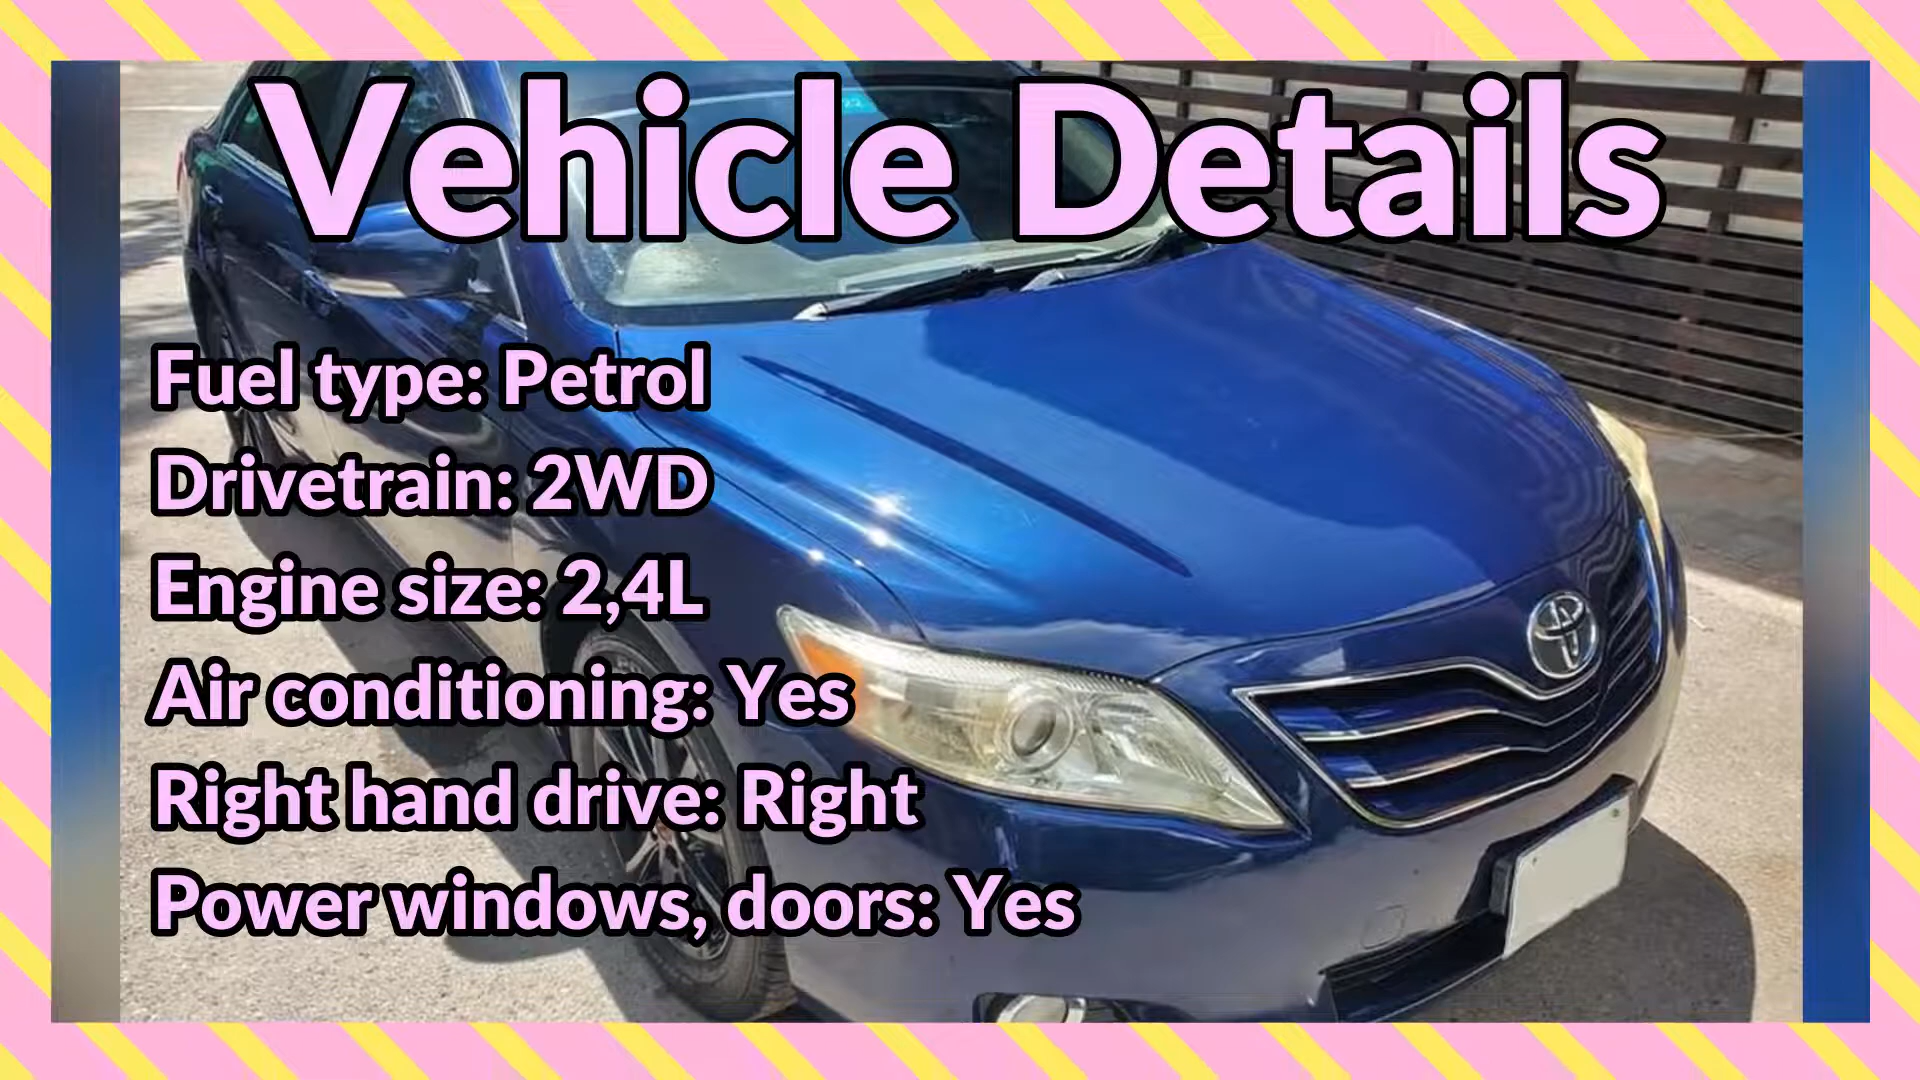 Vehicle Details
Fuel type: Petrol
Drivetrain: 2WD
Engine size: 2,4L
Air conditioning: Yes
Right hand drive: Right
Power windows, doors: Yes